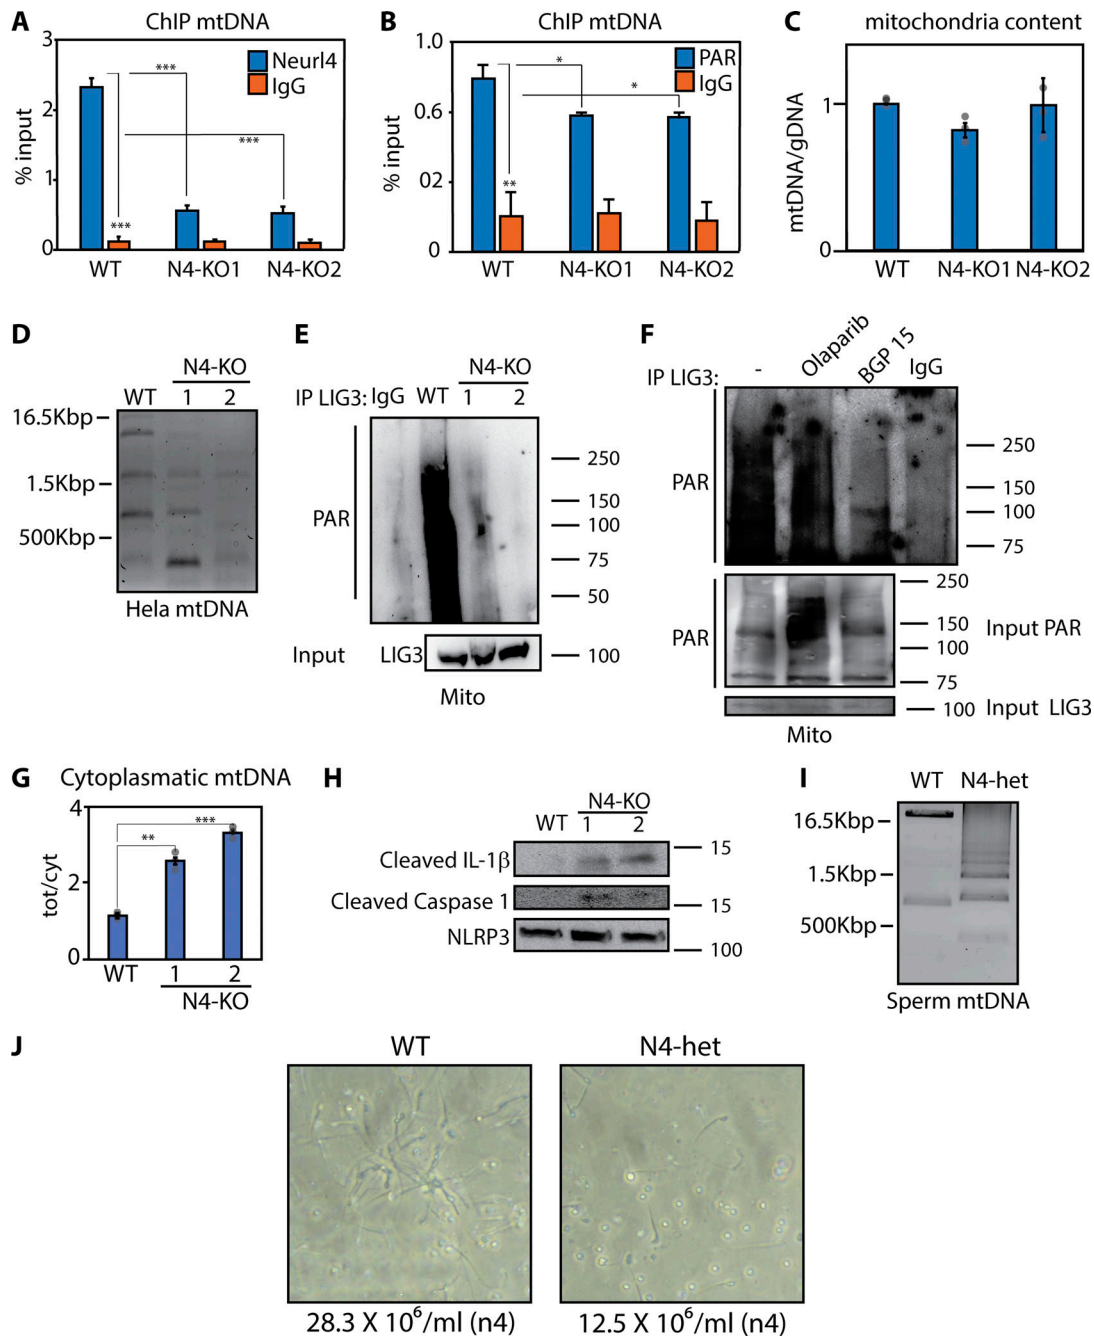 A
ChIP mtDNA
3
2
1
0
% input
Neurl4
IgG
***
***
***
WT
N4-KO1
N4-KO2
B
ChIP mtDNA
1.0
0.6
02
0
% input
PAR
IgG
*
*
**
WT
N4-KO1
N4-KO2
C
mitochondria content
mtDNA/gDNA
1
0
WT
N4-KO1
N4-KO2
D
N4-KO
WT 1 2
16.5Kbp
1.5Kbp
500Kbp
Hela mtDNA
E
N4-KO
IP LIG3: IgG WT 1 2
PAR
250
150
100
75
50
Input LIG3 100
Mito
F
IP LIG3: - Olaparib BGP 15 IgG
PAR
250
150
100
75
PAR
250
150
100
75
Input PAR
100 Input LIG3
Mito
G
Cytoplasmatic mtDNA
4
2
0
tot/cyt
**
***
WT 1 2
N4-KO
H
N4-KO
WT 1 2
Cleaved IL-1β 15
Cleaved Caspase 1 15
NLRP3 100
I
WT N4-het
16.5Kbp
1.5Kbp
500Kbp
Sperm mtDNA
J
WT
N4-het
28.3 X 10⁶/ml (n4)
12.5 X 10⁶/ml (n4)